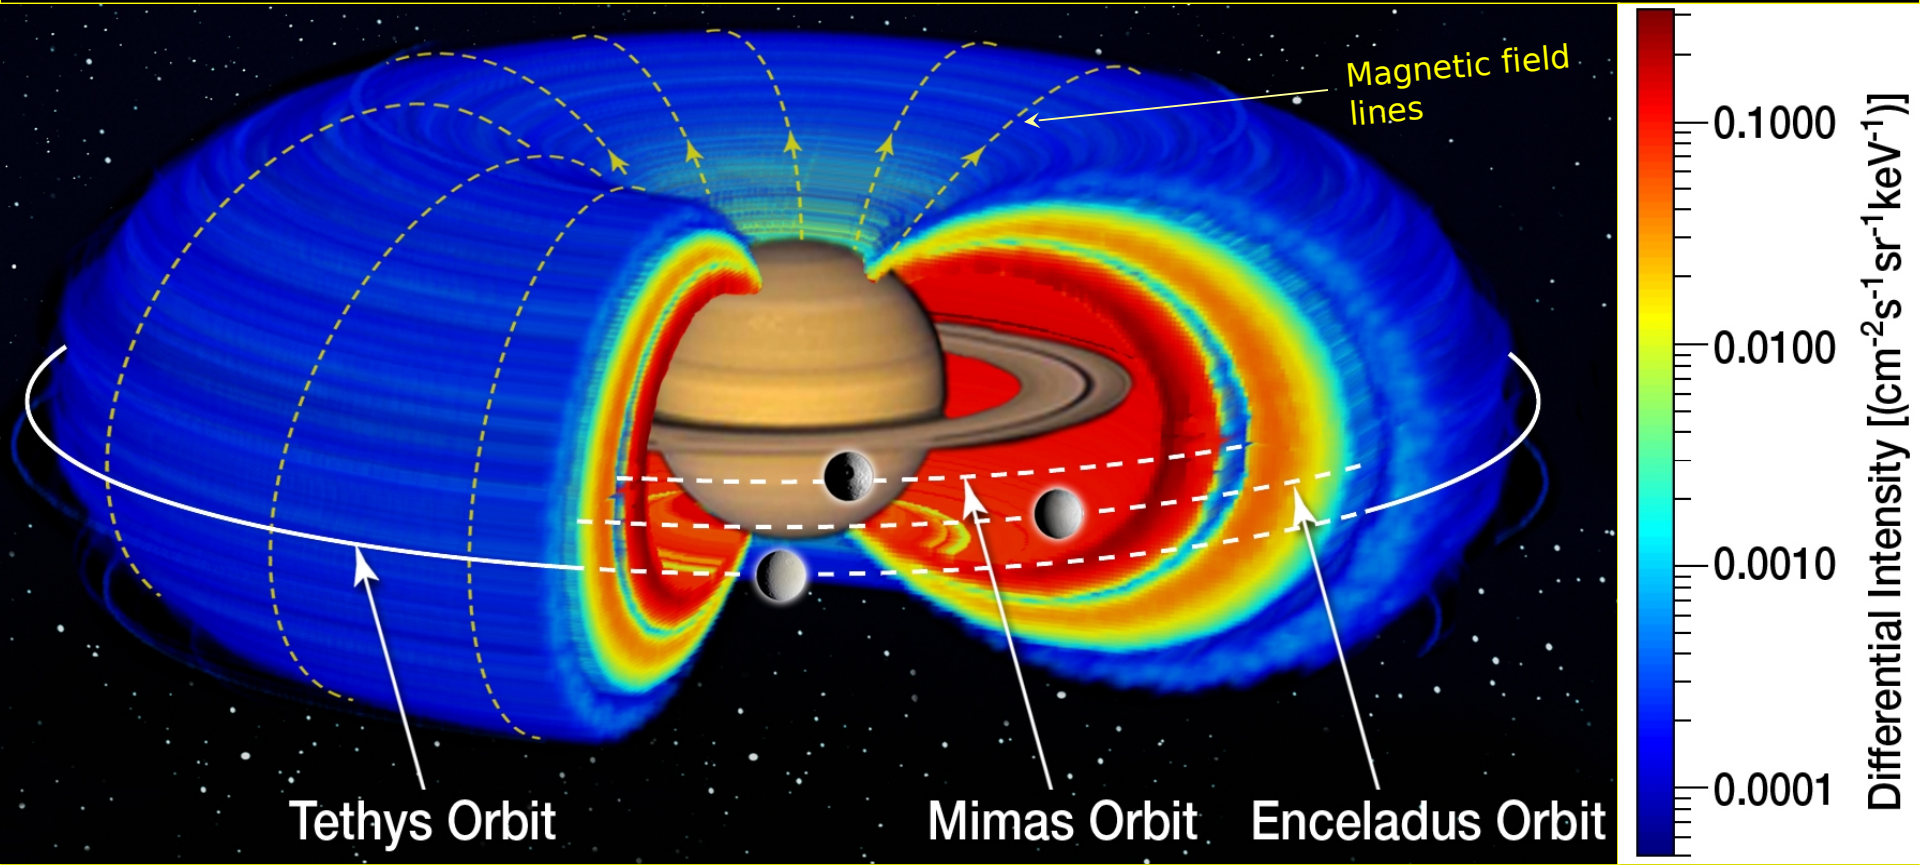 Magnetic field
lines
0.1000
0.0100
0.0010
0.0001
Differential Intensity [(cm⁻²s⁻¹sr⁻¹keV⁻¹)]
Tethys Orbit
Mimas Orbit
Enceladus Orbit